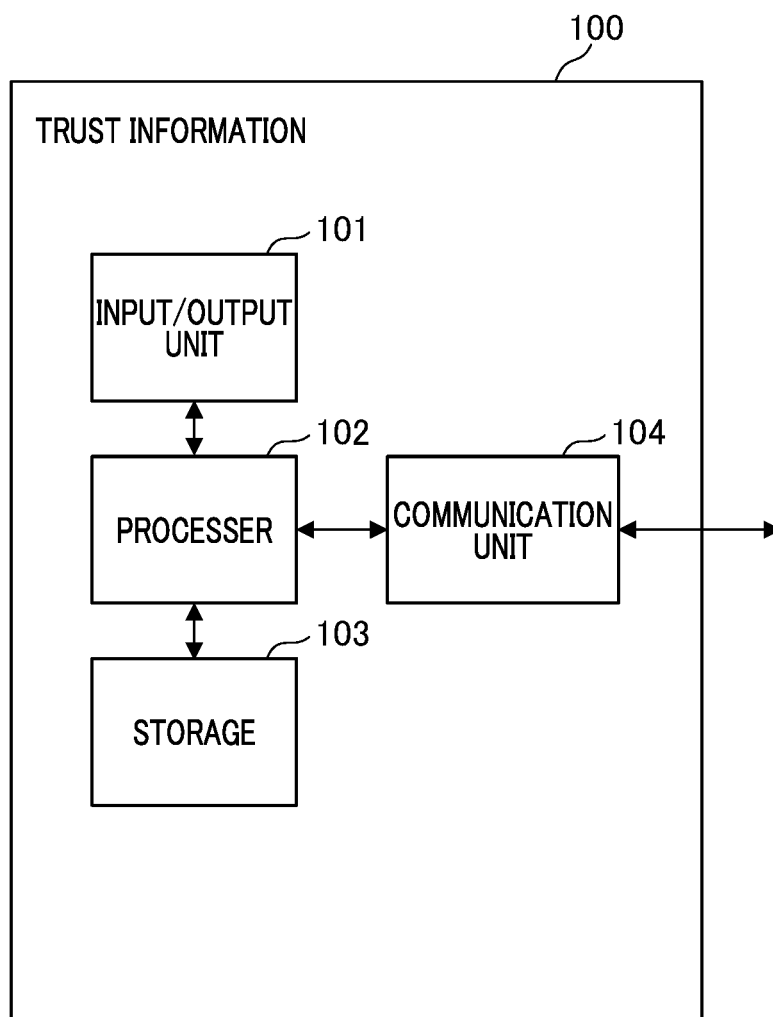 100
TRUST INFORMATION
101
INPUT/OUTPUT
UNIT
102
PROCESSER
104
COMMUNICATION
UNIT
103
STORAGE